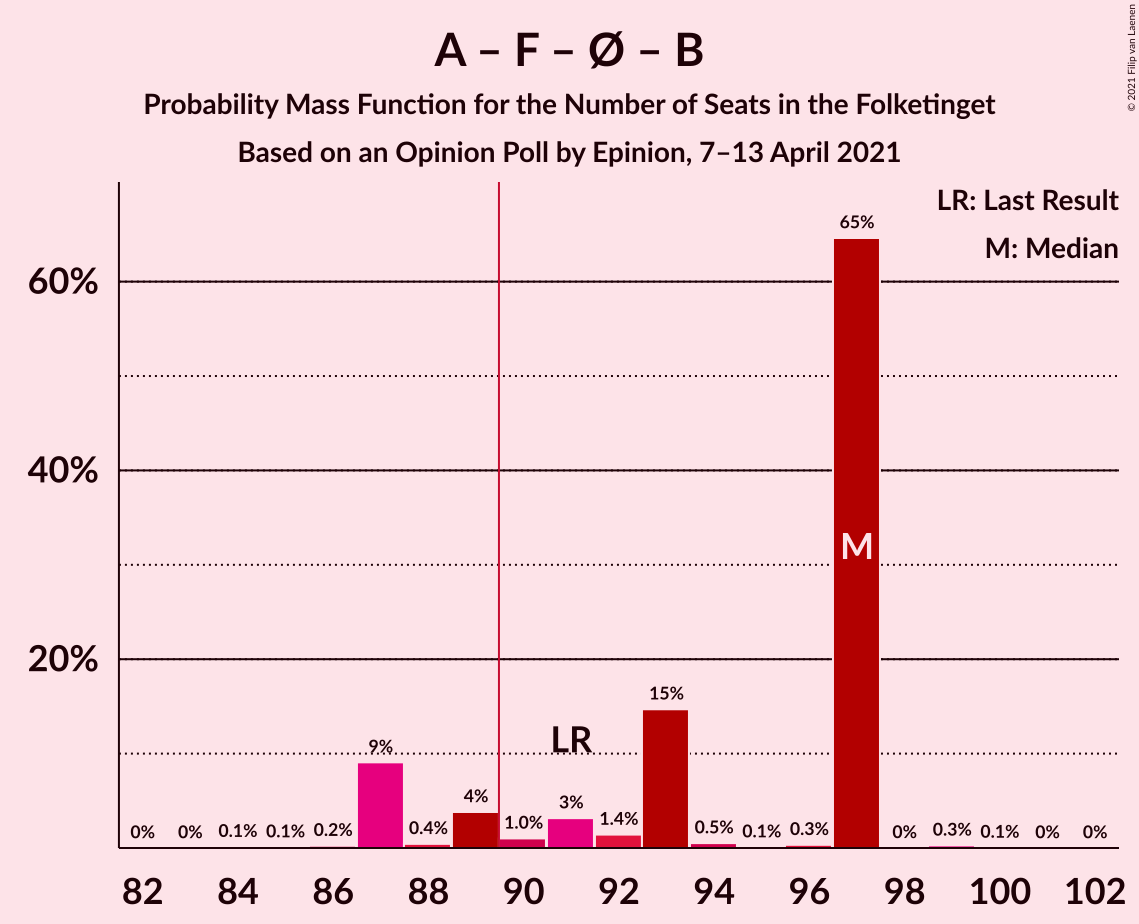 A – F – Ø – B
Probability Mass Function for the Number of Seats in the Folketinget
Based on an Opinion Poll by Epinion, 7–13 April 2021
© 2021 Filip van Laenen
LR: Last Result
M: Median
60%
40%
20%
0% 0% 0.1% 0.1% 0.2% 9% 0.4% 4% 1.0% 3% 1.4% 15% 0.5% 0.1% 0.3% 65% 0% 0.3% 0.1% 0% 0%
LR
M
82 84 86 88 90 92 94 96 98 100 102